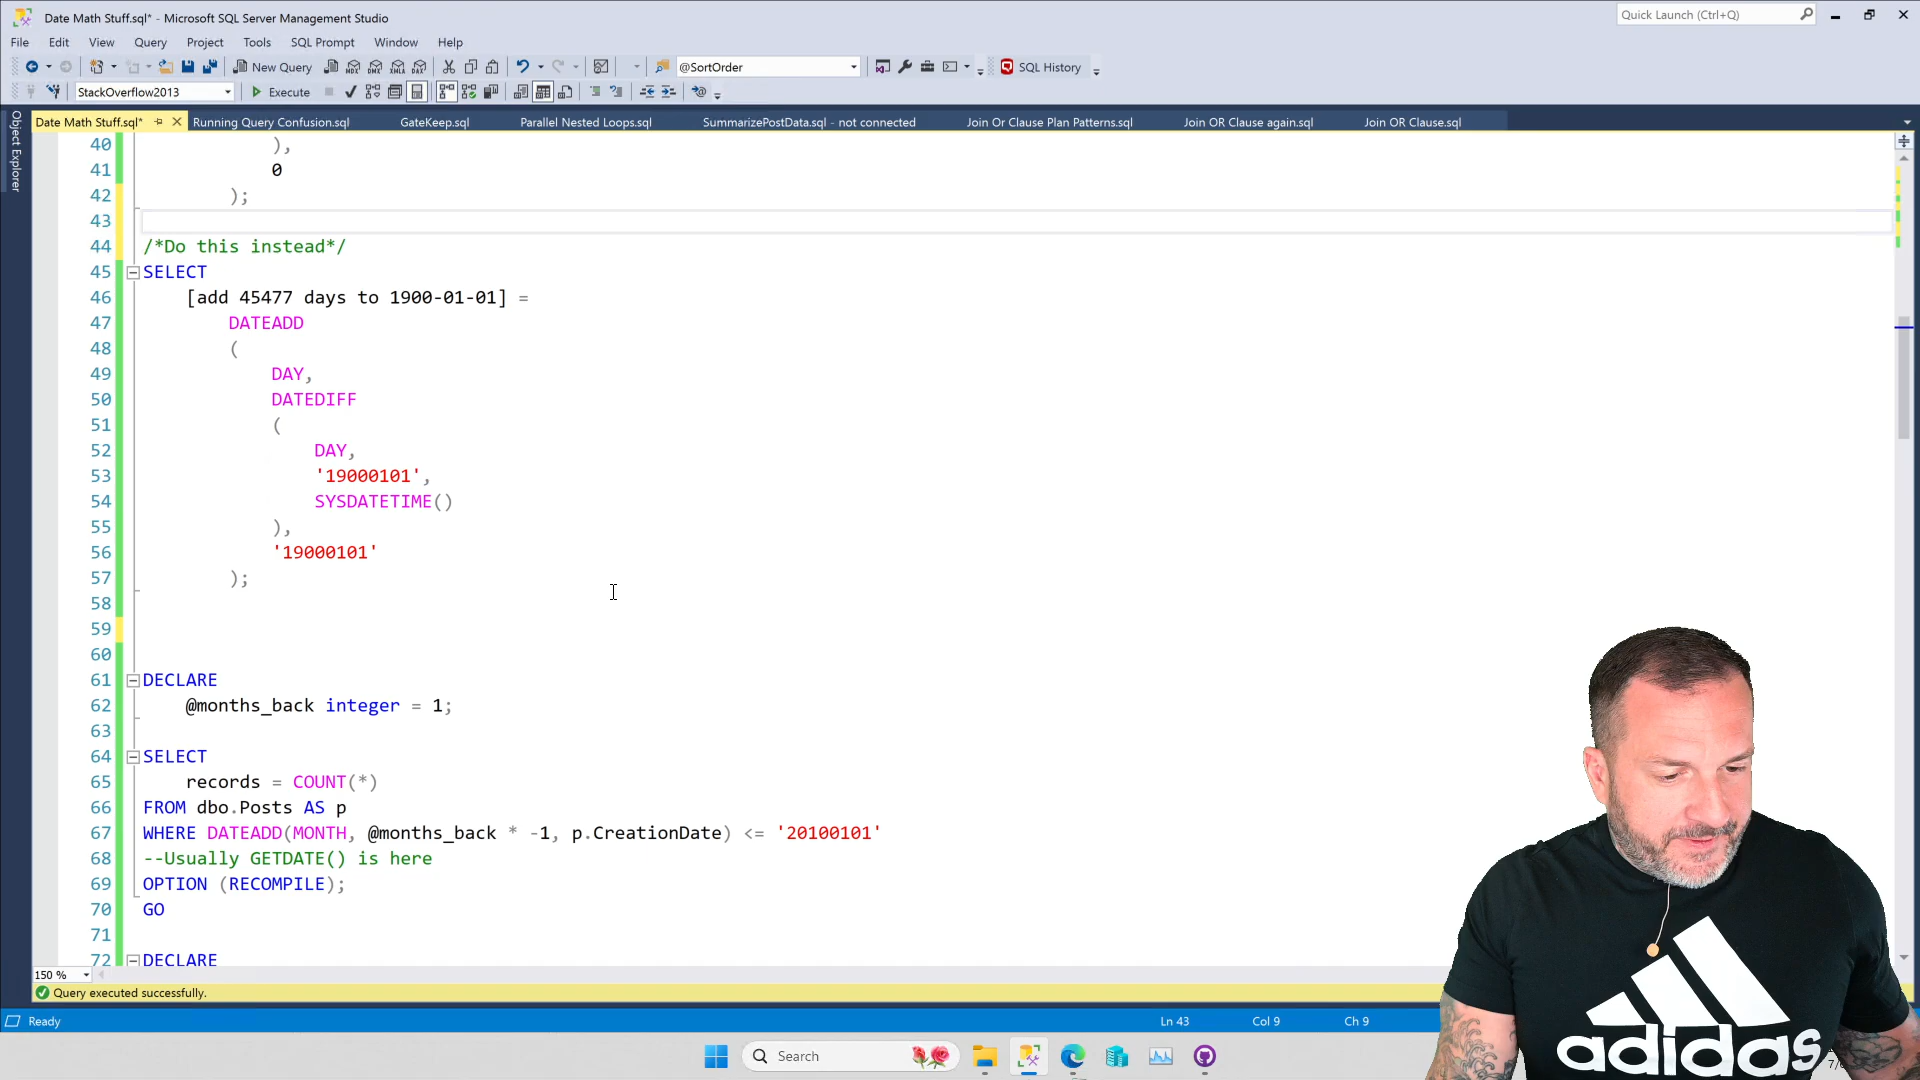 Date Math Stuff.sql* - Microsoft SQL Server Management Studio
Quick Launch (Ctrl+Q)
File Edit View Query Project Tools SQL Prompt Window Help
New Query
MDX DMX XMLA DAX
@SortOrder
SQL History
StackOverflow2013
Execute
Date Math Stuff.sql* Running Query Confusion.sql GateKeep.sql Parallel Nested Loops.sql SummarizePostData.sql - not connected Join Or Clause Plan Patterns.sql Join OR Clause again.sql Join OR Clause.sql
Object Explorer
40 ),
41 0
42 );
43
44 /*Do this instead*/
45 SELECT
46 [add 45477 days to 1900-01-01] =
47 DATEADD
48 (
49 DAY,
50 DATEDIFF
51 (
52 DAY,
53 '19000101',
54 SYSDATETIME()
55 ),
56 '19000101'
57 );
58
59
60
61 DECLARE
62 @months_back integer = 1;
63
64 SELECT
65 records = COUNT(*)
66 FROM dbo.Posts AS p
67 WHERE DATEADD(MONTH, @months_back * -1, p.CreationDate) <= '20100101'
68 --Usually GETDATE() is here
69 OPTION (RECOMPILE);
70 GO
71
72 DECLARE
150 %
Query executed successfully.
Ready Ln 43 Col 9 Ch 9
Search
adidas